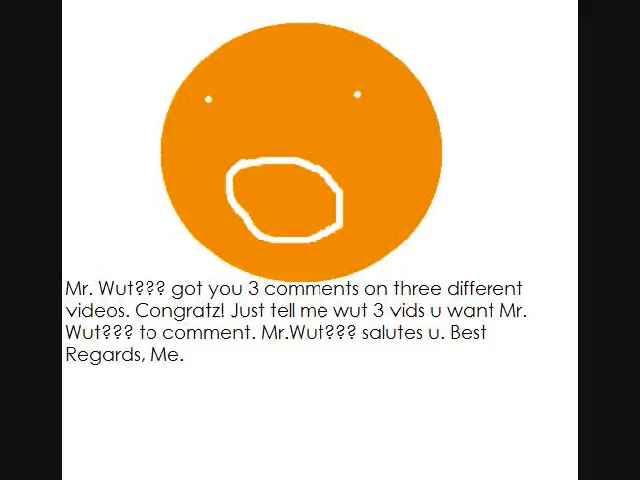 Mr. Wut??? got you 3 comments on three different
videos. Congratz! Just tell me wut 3 vids u want Mr.
Wut??? to comment. Mr.Wut??? salutes u. Best
Regards, Me.